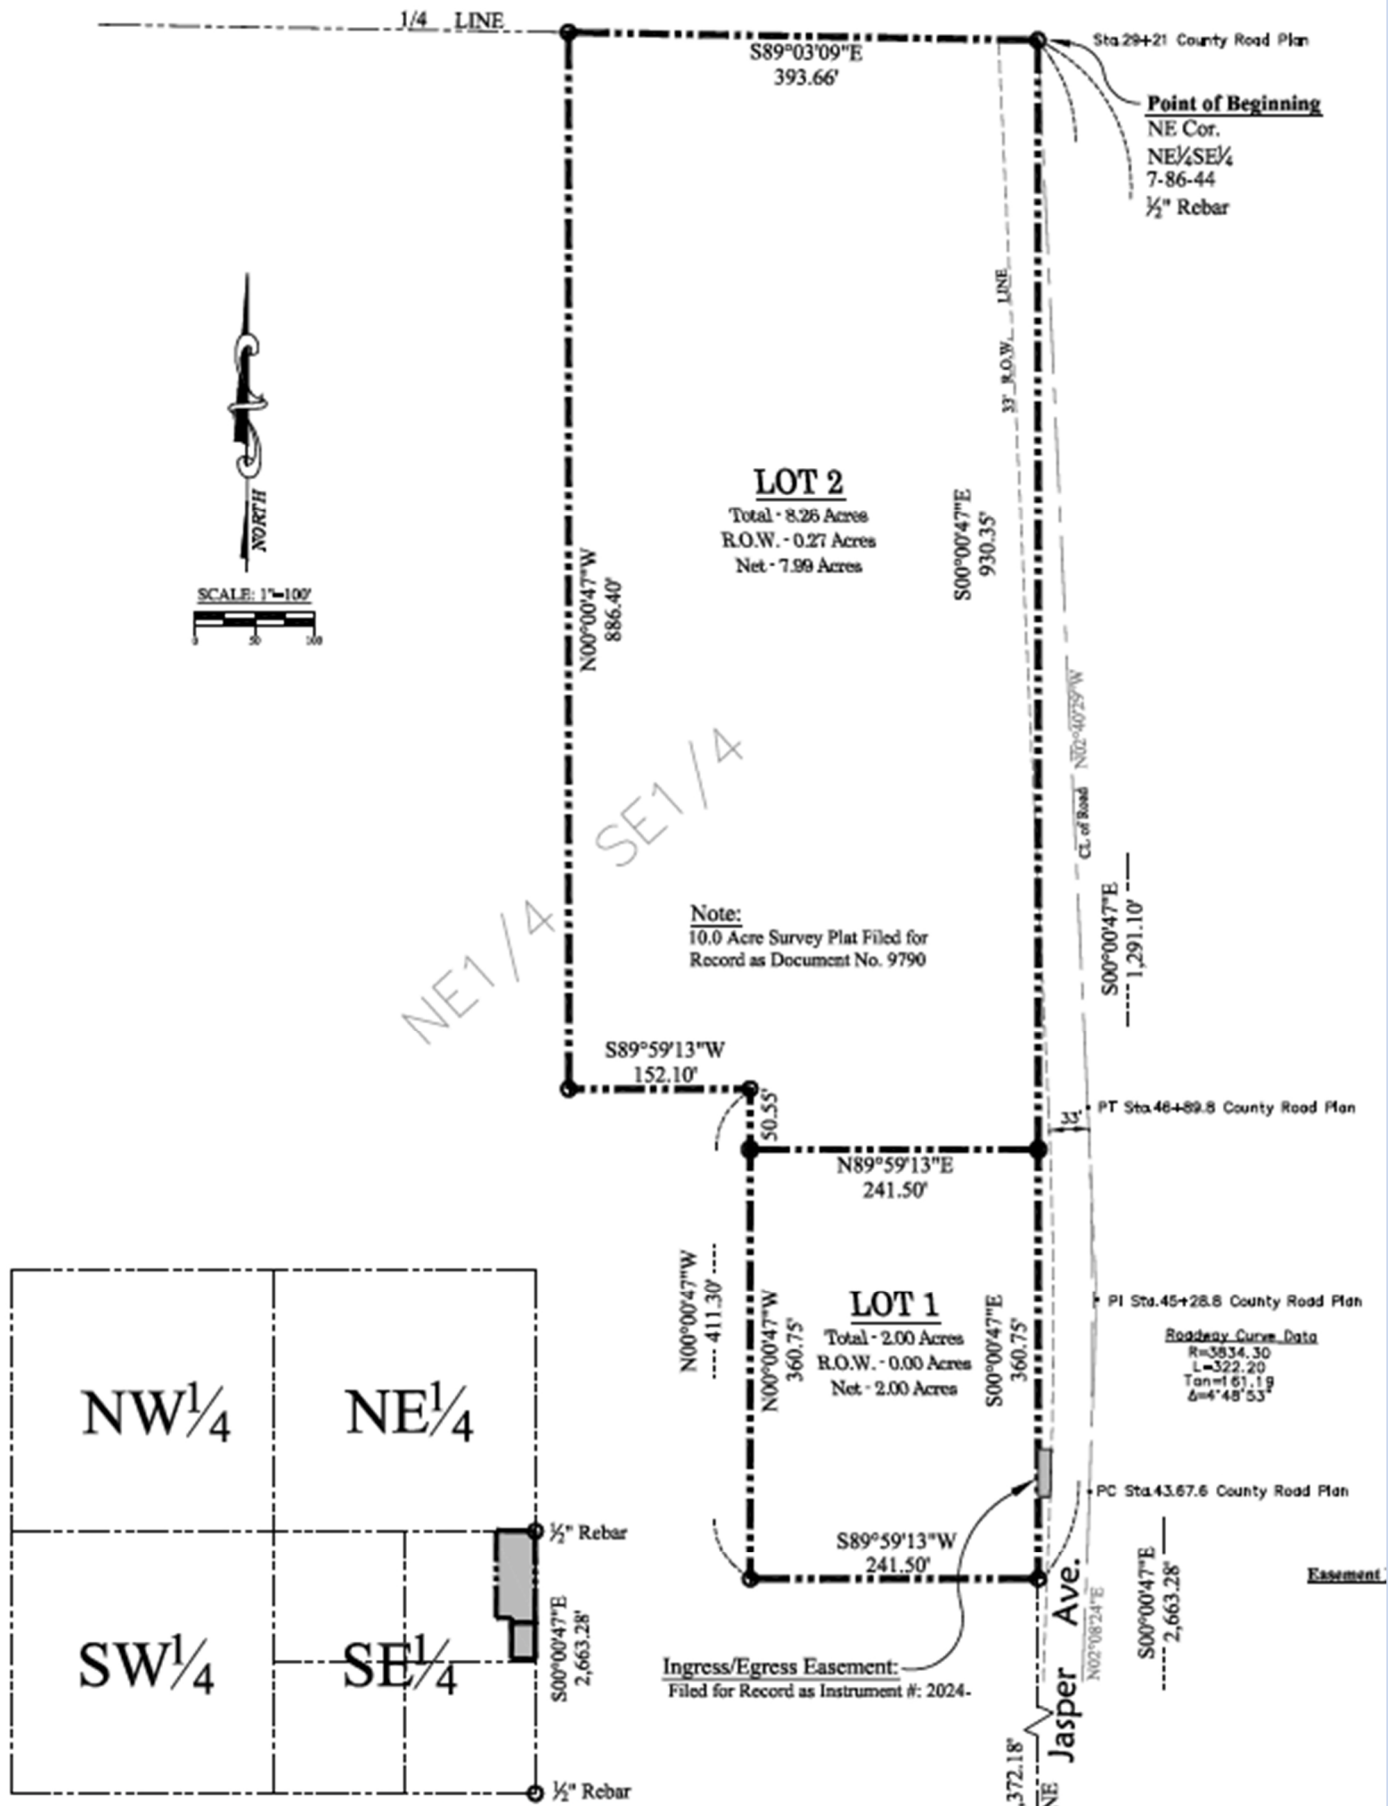 1/4 LINE
S89°03'09"E
393.66'
Sta.29+21 County Road Plan
Point of Beginning
NE Cor.
NE¼SE¼
7-86-44
½" Rebar
NORTH
SCALE: 1"=100'
0 50 100
33' R.O.W. LINE
LOT 2
Total - 8.26 Acres
R.O.W. - 0.27 Acres
Net - 7.99 Acres
S00°00'47"E
930.35'
N00°00'47"W
886.40'
NE1/4 SE1/4
N02°40'29"W
CL of Road
S00°00'47"E
1,291.10'
Note:
10.0 Acre Survey Plat Filed for
Record as Document No. 9790
S89°59'13"W
152.10'
50.55'
PT Sta.46+89.8 County Road Plan
33'
N89°59'13"E
241.50'
N00°00'47"W
411.30'
N00°00'47"W
360.75'
LOT 1
Total - 2.00 Acres
R.O.W. - 0.00 Acres
Net - 2.00 Acres
S00°00'47"E
360.75'
PI Sta.45+28.8 County Road Plan
Roadway Curve Data
R=3834.30
L=322.20
Tan=161.19
Δ=4°48'53"
PC Sta.43.67.6 County Road Plan
S89°59'13"W
241.50'
S00°00'47"E
2,663.28'
Easement
N02°08'24"E
Jasper Ave.
Ingress/Egress Easement:
Filed for Record as Instrument #: 2024-
,372.18'
NE
NW¼
NE¼
SW¼
SE¼
½" Rebar
S00°00'47"E
2,663.28'
½" Rebar